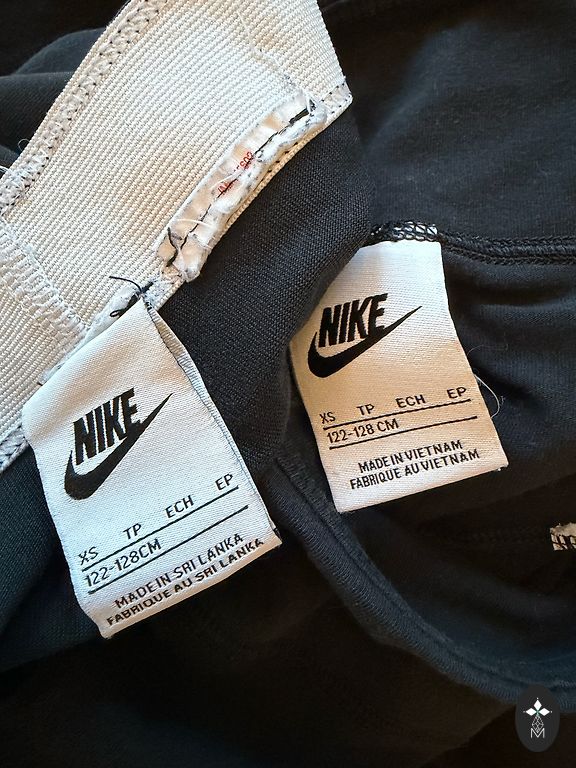 NIKE
XS TP ECH EP
122-128CM
MADE IN SRI LANKA
FABRIQUE AU SRI LANKA
NIKE
XS TP ECH EP
122-128 CM
MADE IN VIETNAM
FABRIQUE AU VIETNAM
M